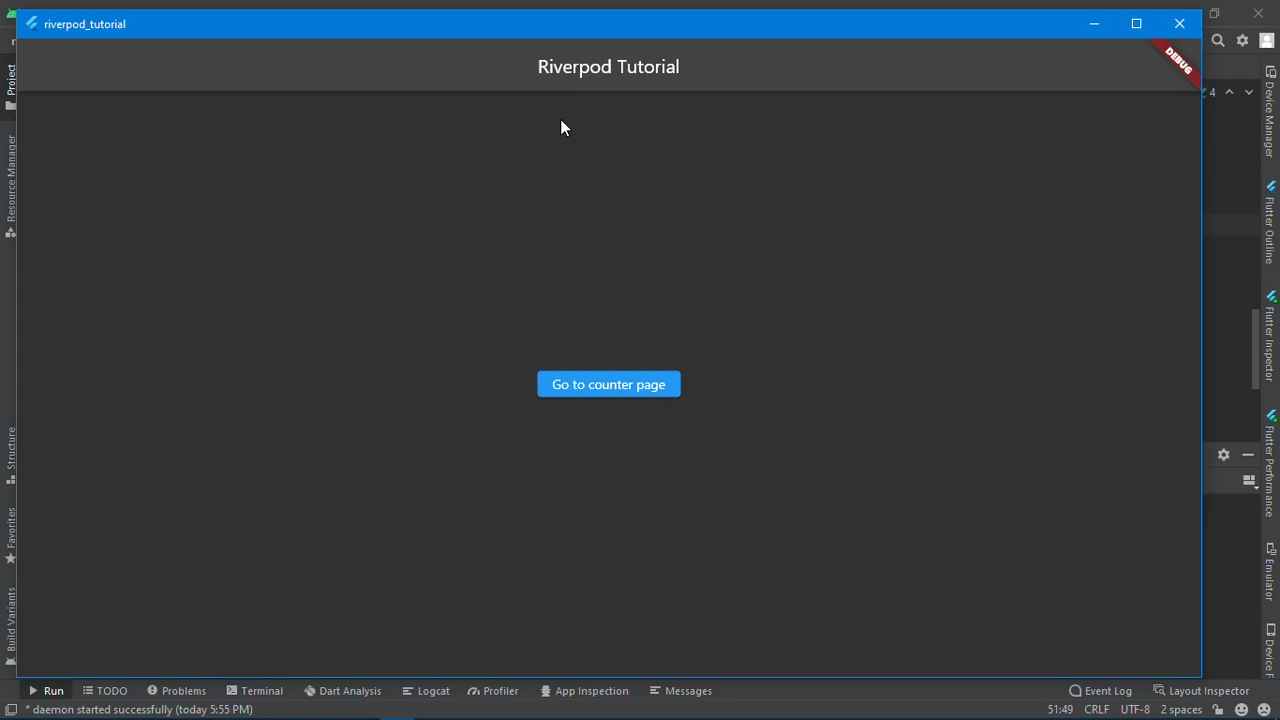 riverpod_tutorial
Riverpod Tutorial
DEBUG
Go to counter page
Project
Resource Manager
Structure
Favorites
Build Variants
4
Device Manager
Flutter Outline
Flutter Inspector
Flutter Performance
Emulator
Run
TODO
Problems
Terminal
Dart Analysis
Logcat
Profiler
App Inspection
Messages
Event Log
Layout Inspector
* daemon started successfully (today 5:55 PM)
51:49
CRLF
UTF-8
2 spaces